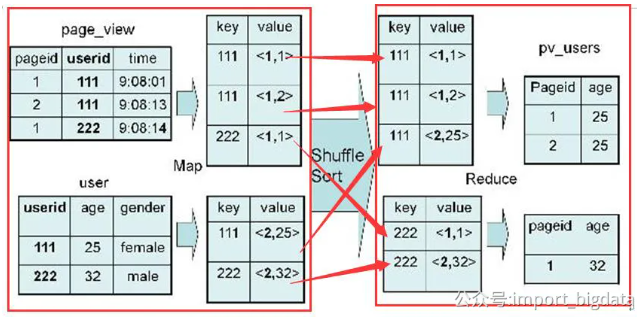 page_view
pageid userid time
1 111 9:08:01
2 111 9:08:13
1 222 9:08:14
key value
111 <1,1>
111 <1,2>
222 <1,1>
Map
user
userid age gender
111 25 female
222 32 male
key value
111 <2,25>
222 <2,32>
Shuffle
Sort
key value
111 <1,1>
111 <1,2>
111 <2,25>
key value
222 <1,1>
222 <2,32>
Reduce
pv_users
Pageid age
1 25
2 25
pageid age
1 32
公众号:import_bigdata